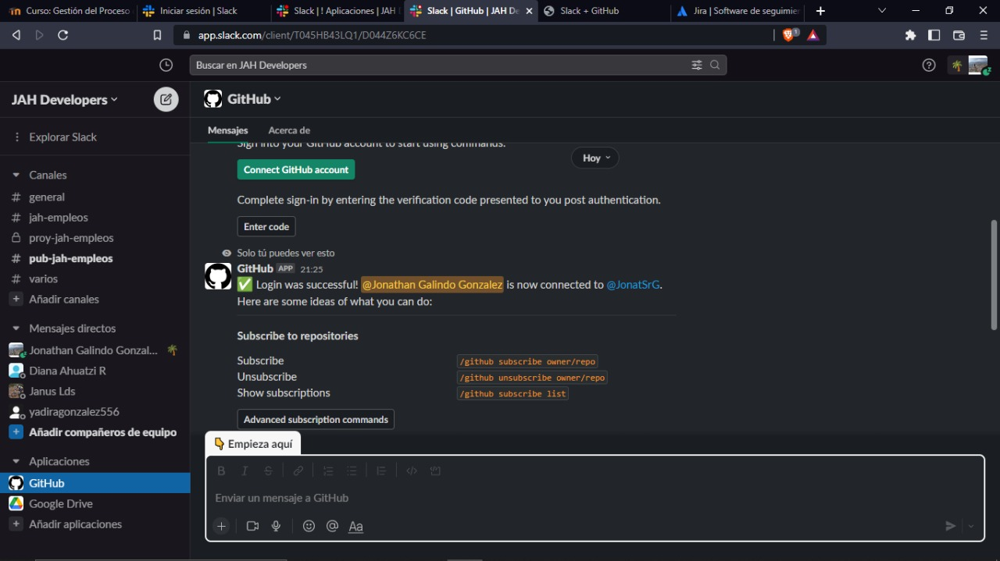 Curso: Gestión del Proceso
Iniciar sesión | Slack
Slack | ! Aplicaciones | JAH
Slack | GitHub | JAH De
Slack + GitHub
Jira | Software de seguimie
app.slack.com/client/T045HB43LQ1/D044Z6KC6CE
1
Buscar en JAH Developers
JAH Developers
GitHub
Mensajes
Acerca de
Explorar Slack
Canales
# general
# jah-empleos
proy-jah-empleos
# pub-jah-empleos
# varios
+ Añadir canales
Mensajes directos
Jonathan Galindo Gonzal...
Diana Ahuatzi R
Janus Lds
yadiragonzalez556
+ Añadir compañeros de equipo
Aplicaciones
GitHub
Google Drive
+ Añadir aplicaciones
Sign into your GitHub account to start using commands.
Hoy
Connect GitHub account
Complete sign-in by entering the verification code presented to you post authentication.
Enter code
Solo tú puedes ver esto
GitHub APP 21:25
Login was successful! @Jonathan Galindo Gonzalez is now connected to @JonatSrG.
Here are some ideas of what you can do:
Subscribe to repositories
Subscribe /github subscribe owner/repo
Unsubscribe /github unsubscribe owner/repo
Show subscriptions /github subscribe list
Advanced subscription commands
Empieza aquí
B I S
Enviar un mensaje a GitHub
+ @ Aa